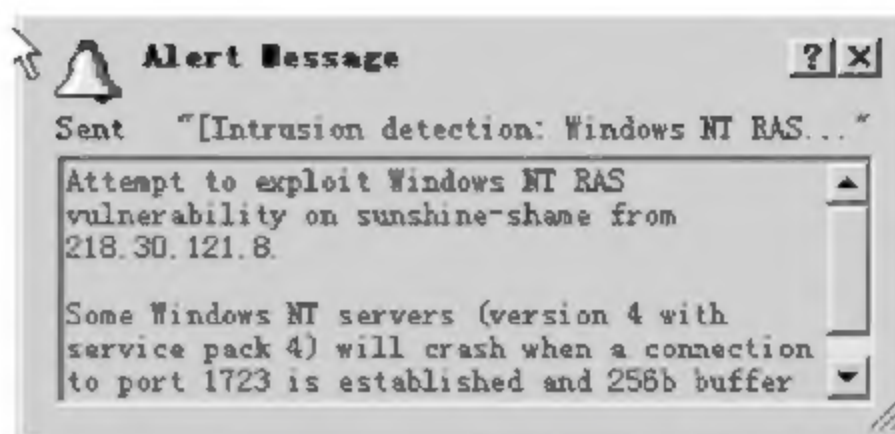 Alert Message
? ×
Sent "[Intrusion detection: Windows NT RAS..."
Attempt to exploit Windows NT RAS
vulnerability on sunshine-shame from
218.30.121.8.
Some Windows NT servers (version 4 with
service pack 4) will crash when a connection
to port 1723 is established and 256b buffer